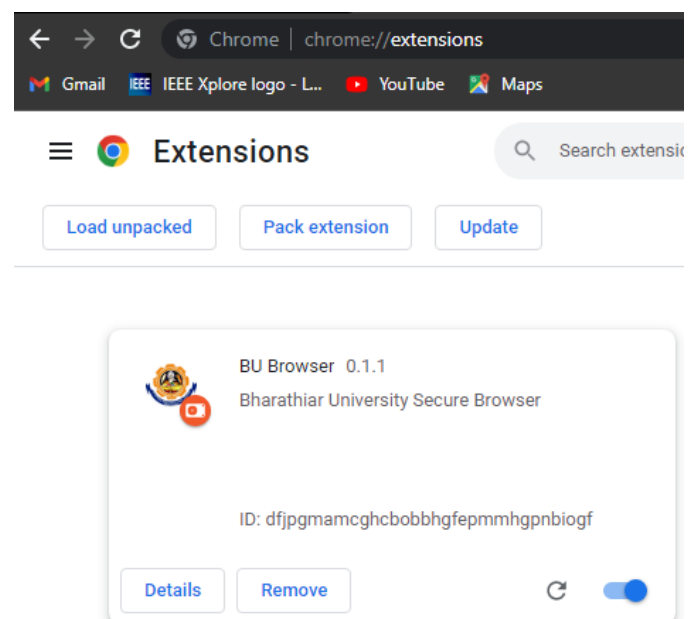 Chrome | chrome://extensions
Gmail IEEE IEEE Xplore logo - L... YouTube Maps
Extensions Search extensio
Load unpacked Pack extension Update
BU Browser 0.1.1
Bharathiar University Secure Browser
ID: dfjpgmamcghcbobbhgfepmmhgpnbiogf
Details Remove